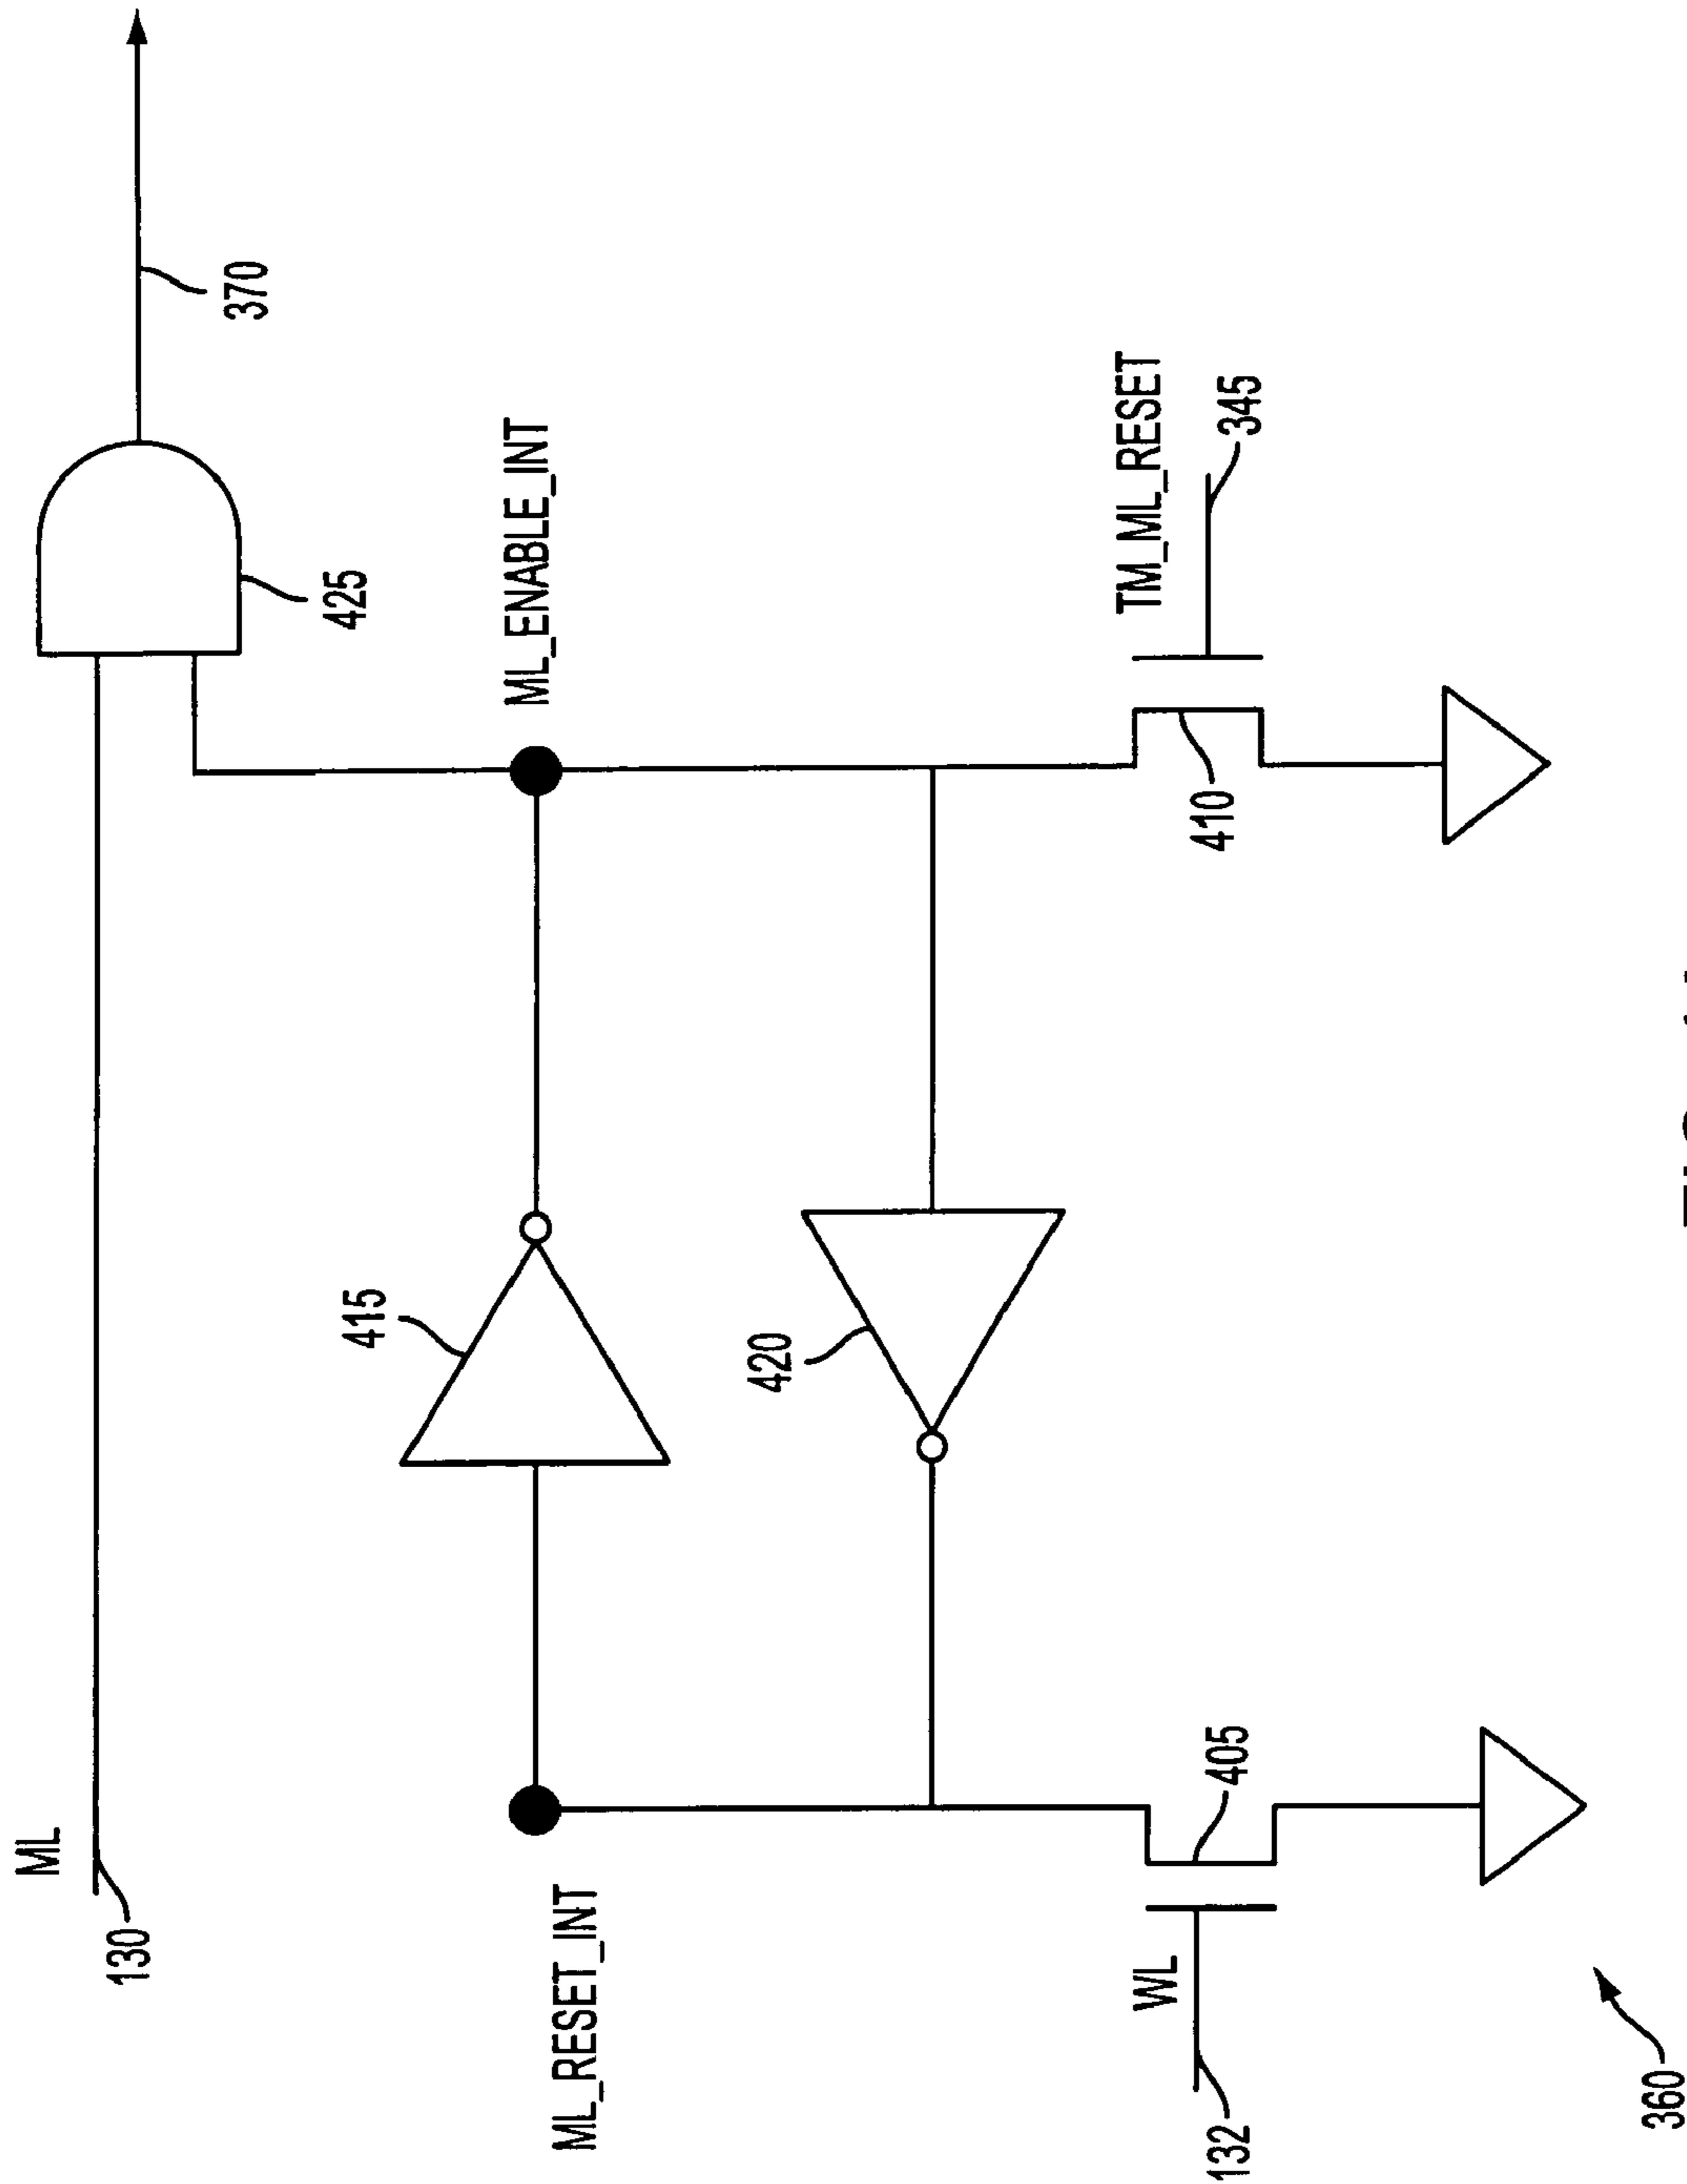 370
425
ML_ENABLE_INT
TM_ML_RESET
345
410
415
420
ML
130
ML_RESET_INT
405
WL
132
360